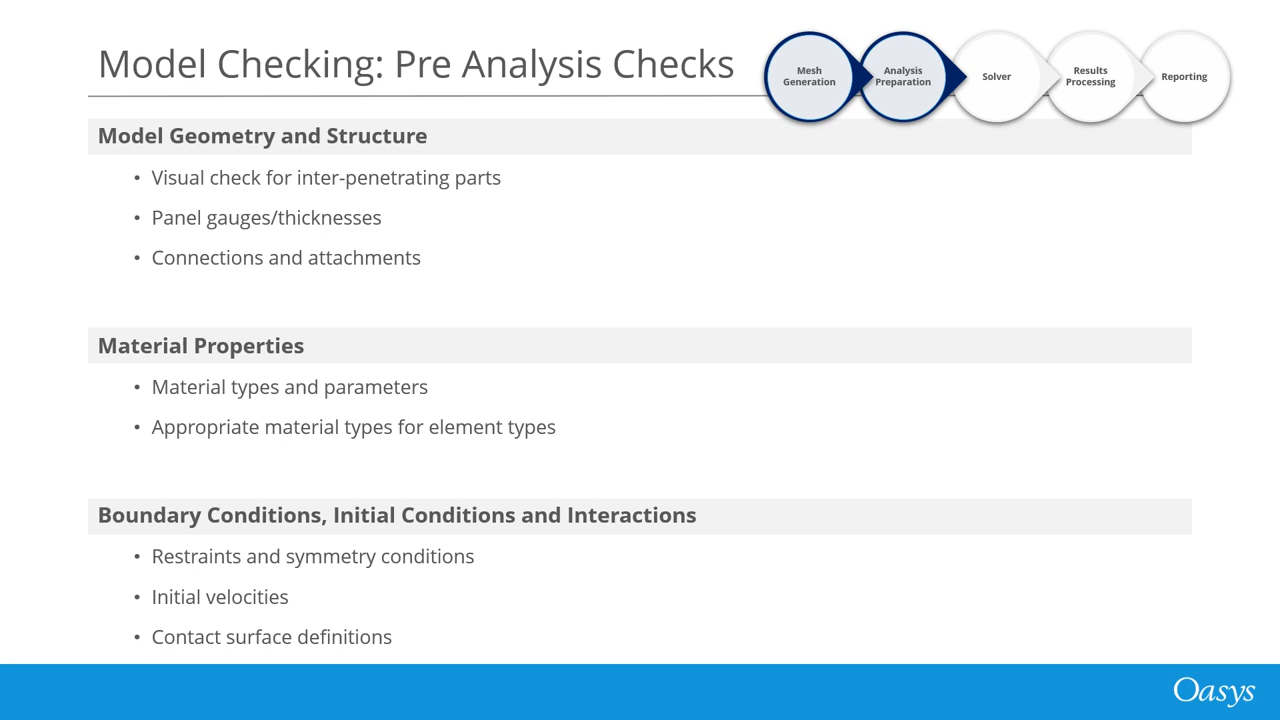 Model Checking: Pre Analysis Checks
Mesh
Generation
Analysis
Preparation
Solver
Results
Processing
Reporting
Model Geometry and Structure
• Visual check for inter-penetrating parts
• Panel gauges/thicknesses
• Connections and attachments
Material Properties
• Material types and parameters
• Appropriate material types for element types
Boundary Conditions, Initial Conditions and Interactions
• Restraints and symmetry conditions
• Initial velocities
• Contact surface definitions
Oasys